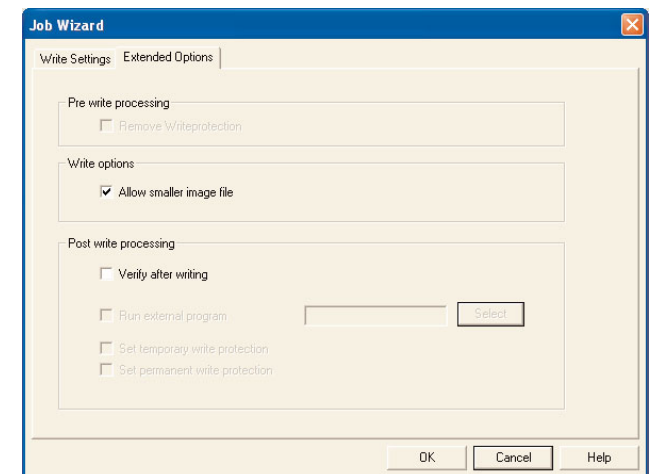 Job Wizard
Write Settings Extended Options
Pre write processing
Remove Writeprotection
Write options
Allow smaller image file
Post write processing
Verify after writing
Run external program Select
Set temporary write protection
Set permanent write protection
OK Cancel Help